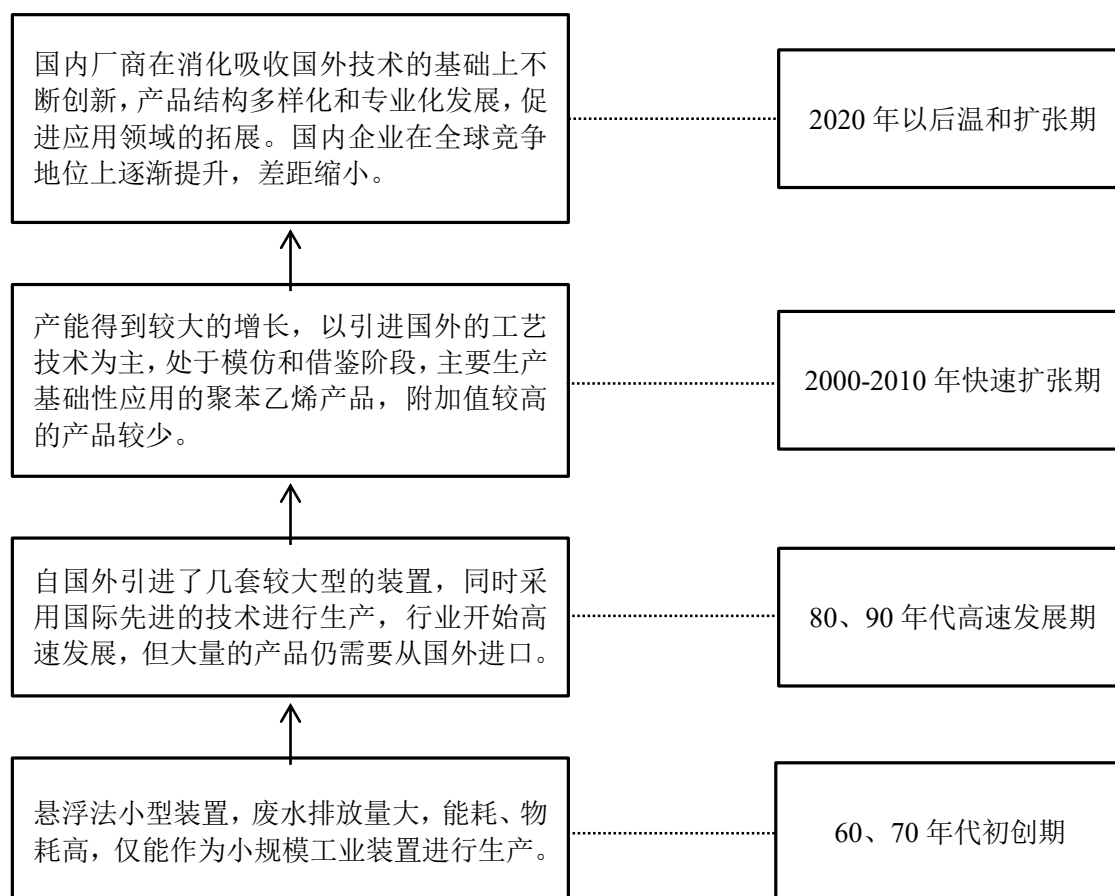 国内厂商在消化吸收国外技术的基础上不
断创新，产品结构多样化和专业化发展，促
进应用领域的拓展。国内企业在全球竞争
地位上逐渐提升，差距缩小。
2020 年以后温和扩张期
产能得到较大的增长，以引进国外的工艺
技术为主，处于模仿和借鉴阶段，主要生产
基础性应用的聚苯乙烯产品，附加值较高
的产品较少。
2000-2010 年快速扩张期
自国外引进了几套较大型的装置，同时采
用国际先进的技术进行生产，行业开始高
速发展，但大量的产品仍需要从国外进口。
80、90 年代高速发展期
悬浮法小型装置，废水排放量大，能耗、物
耗高，仅能作为小规模工业装置进行生产。
60、70 年代初创期